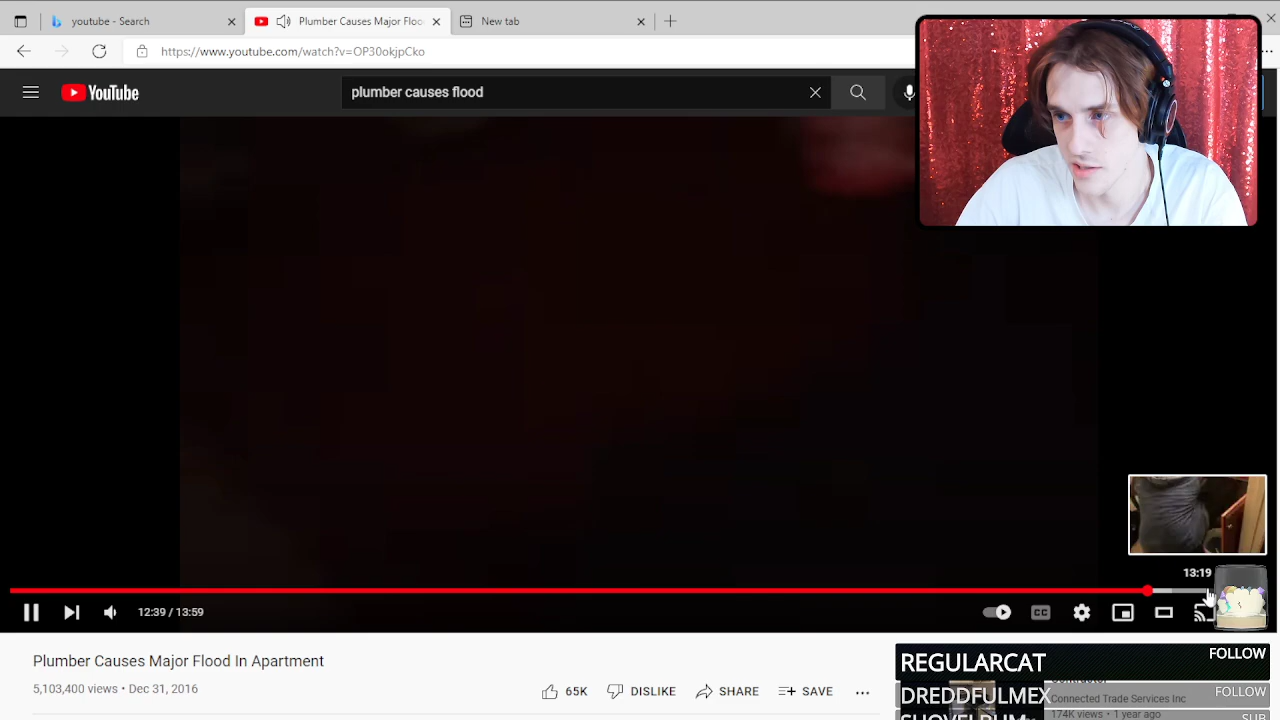 youtube - Search
Plumber Causes Major Floo
New tab
https://www.youtube.com/watch?v=OP30okjpCko
YouTube
plumber causes flood
13:19
12:39 / 13:59
CC
Plumber Causes Major Flood In Apartment
5,103,400 views • Dec 31, 2016
65K
DISLIKE
SHARE
SAVE
REGULARCAT
FOLLOW
DREDDFULMEX
FOLLOW
Connected Trade Services Inc
174K views • 1 year ago
SUB